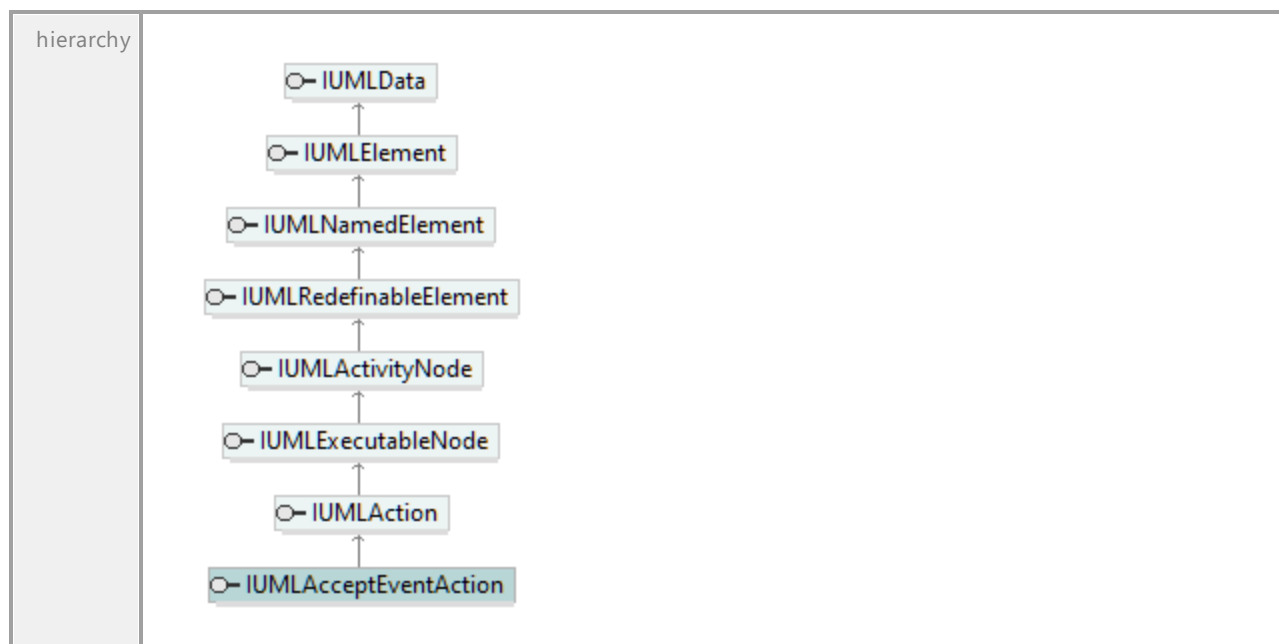 hierarchy
IUMLData
IUMLElement
IUMLNamedElement
IUMLRedefinableElement
IUMLActivityNode
IUMLExecutableNode
IUMLAction
IUMLAcceptEventAction